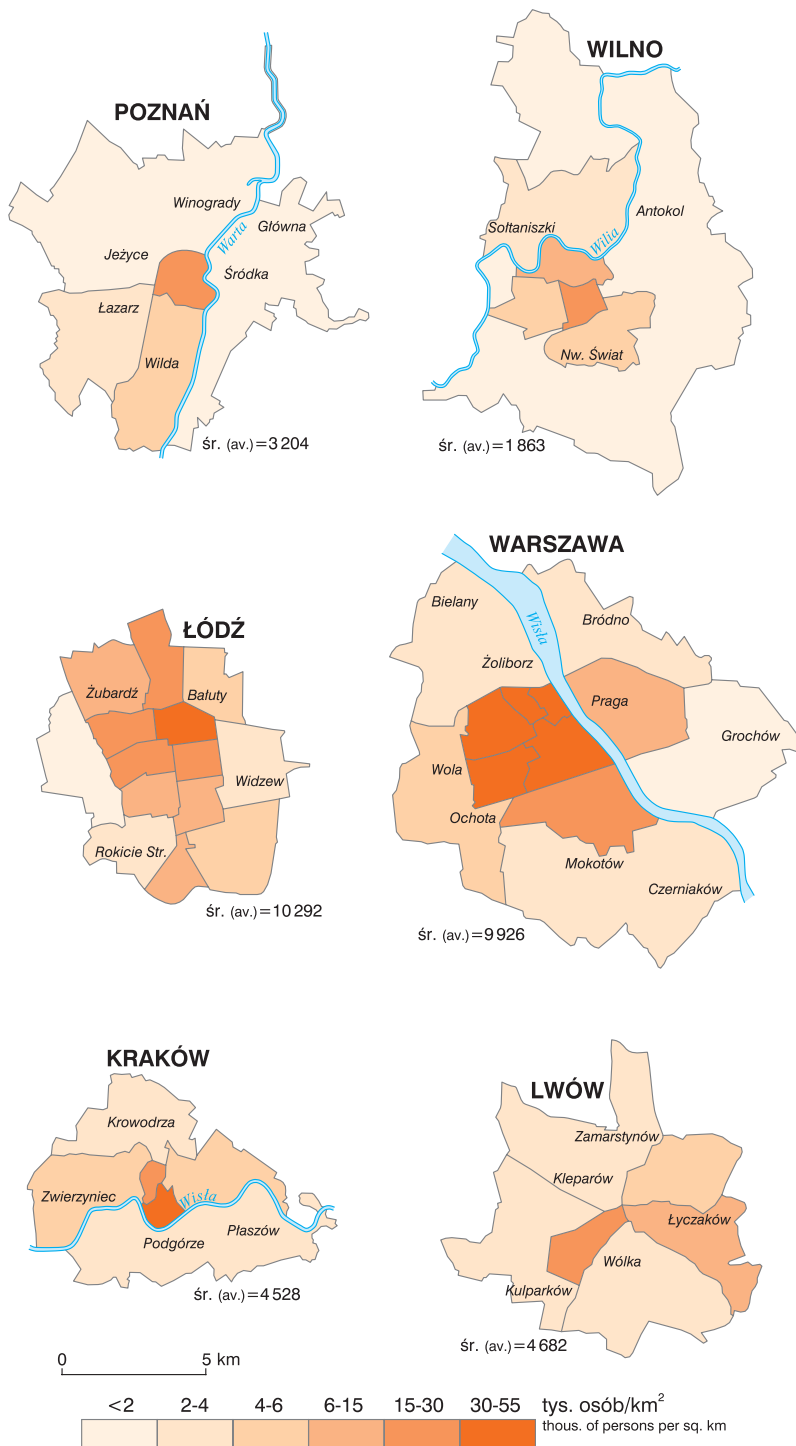 POZNAŃ
Winogrady
Główna
Warta
Jeżyce
Śródka
Łazarz
Wilda
śr. (av.)=3 204
WILNO
Antokol
Sołtaniszki
Wilia
Nw. Świat
śr. (av.)=1 863
ŁÓDŹ
Żubardź
Bałuty
Widzew
Rokicie Str.
śr. (av.)=10 292
WARSZAWA
Bielany
Wisła
Bródno
Żoliborz
Praga
Grochów
Wola
Ochota
Mokotów
Czerniaków
śr. (av.)=9 926
KRAKÓW
Krowodrza
Zwierzyniec
Wisła
Płaszów
Podgórze
śr. (av.)=4 528
LWÓW
Zamarstynów
Kleparów
Łyczaków
Wólka
Kulparków
śr. (av.)=4 682
0 5 km
<2 2-4 4-6 6-15 15-30 30-55 tys. osób/km²
thous. of persons per sq. km